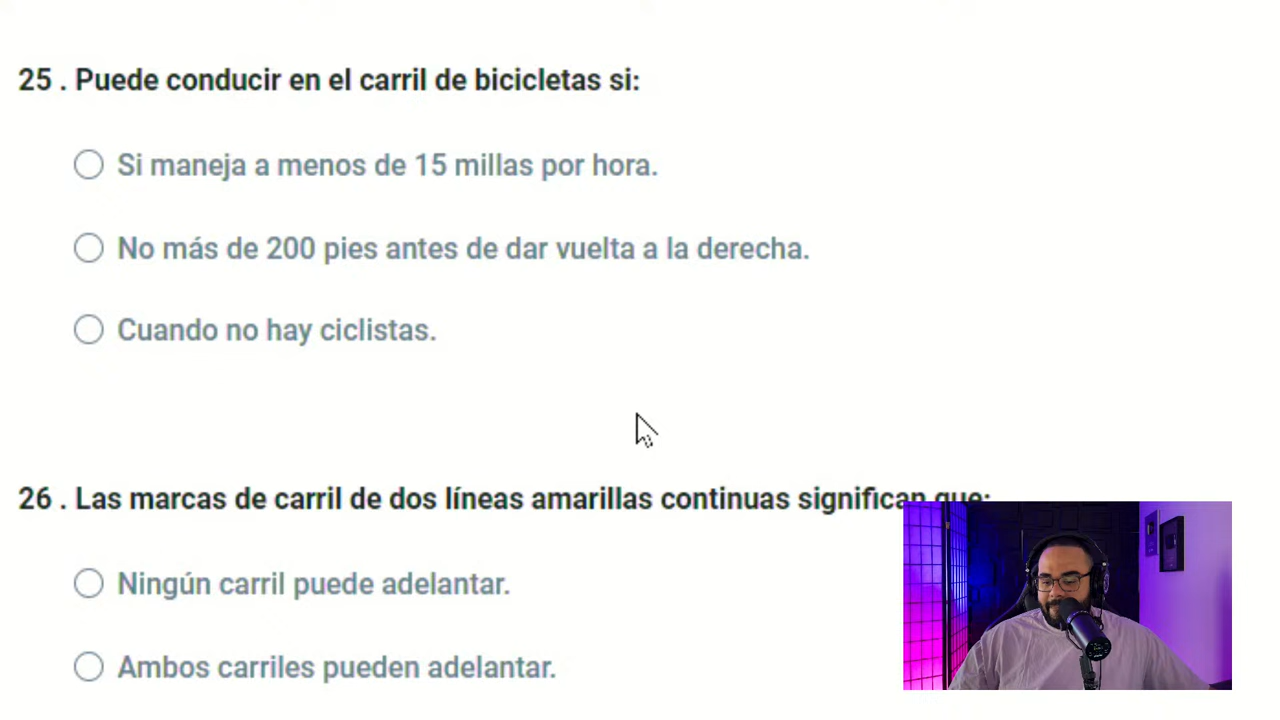 25 . Puede conducir en el carril de bicicletas si:
Si maneja a menos de 15 millas por hora.
No más de 200 pies antes de dar vuelta a la derecha.
Cuando no hay ciclistas.
26 . Las marcas de carril de dos líneas amarillas continuas significan que:
Ningún carril puede adelantar.
Ambos carriles pueden adelantar.